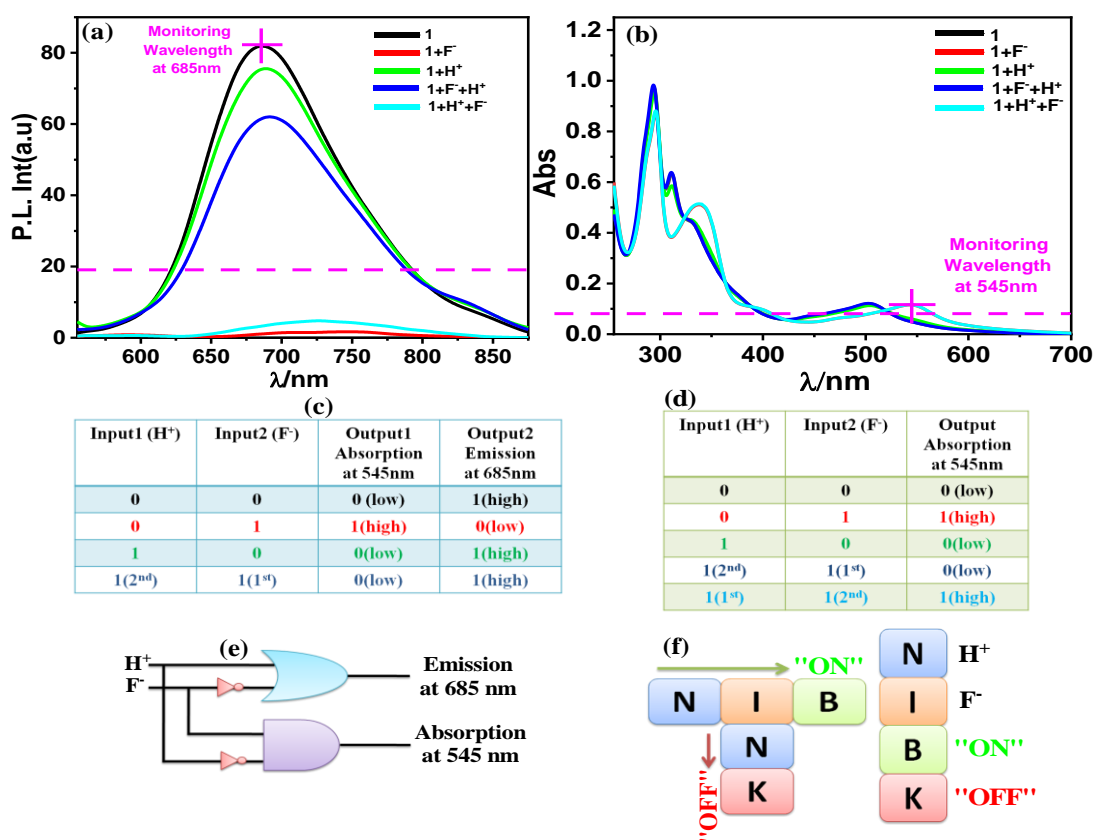 (a)
Monitoring
Wavelength
at 685nm
1
1+F⁻
1+H⁺
1+F⁻+H⁺
1+H⁺+F⁻
80
60
40
20
0
P.L. Int(a.u)
600 650 700 750 800 850
λ/nm
(b)
1
1+F⁻
1+H⁺
1+F⁻+H⁺
1+H⁺+F⁻
1.2
1.0
0.8
0.6
0.4
0.2
0.0
Abs
Monitoring
Wavelength
at 545nm
300 400 500 600 700
λ/nm
(c)
Input1 (H⁺) Input2 (F⁻) Output1 Output2
Absorption Emission
at 545nm at 685nm
0 0 0 (low) 1(high)
0 1 1(high) 0(low)
1 0 0(low) 1(high)
1(2ⁿᵈ) 1(1ˢᵗ) 0(low) 1(high)
(d)
Input1 (H⁺) Input2 (F⁻) Output
Absorption
at 545nm
0 0 0 (low)
0 1 1(high)
1 0 0(low)
1(2ⁿᵈ) 1(1ˢᵗ) 0(low)
1(1ˢᵗ) 1(2ⁿᵈ) 1(high)
(e)
H⁺
F⁻
Emission
at 685 nm
Absorption
at 545 nm
(f)
"ON"
N I B
N
K
"OFF"
N H⁺
I F⁻
B "ON"
K "OFF"